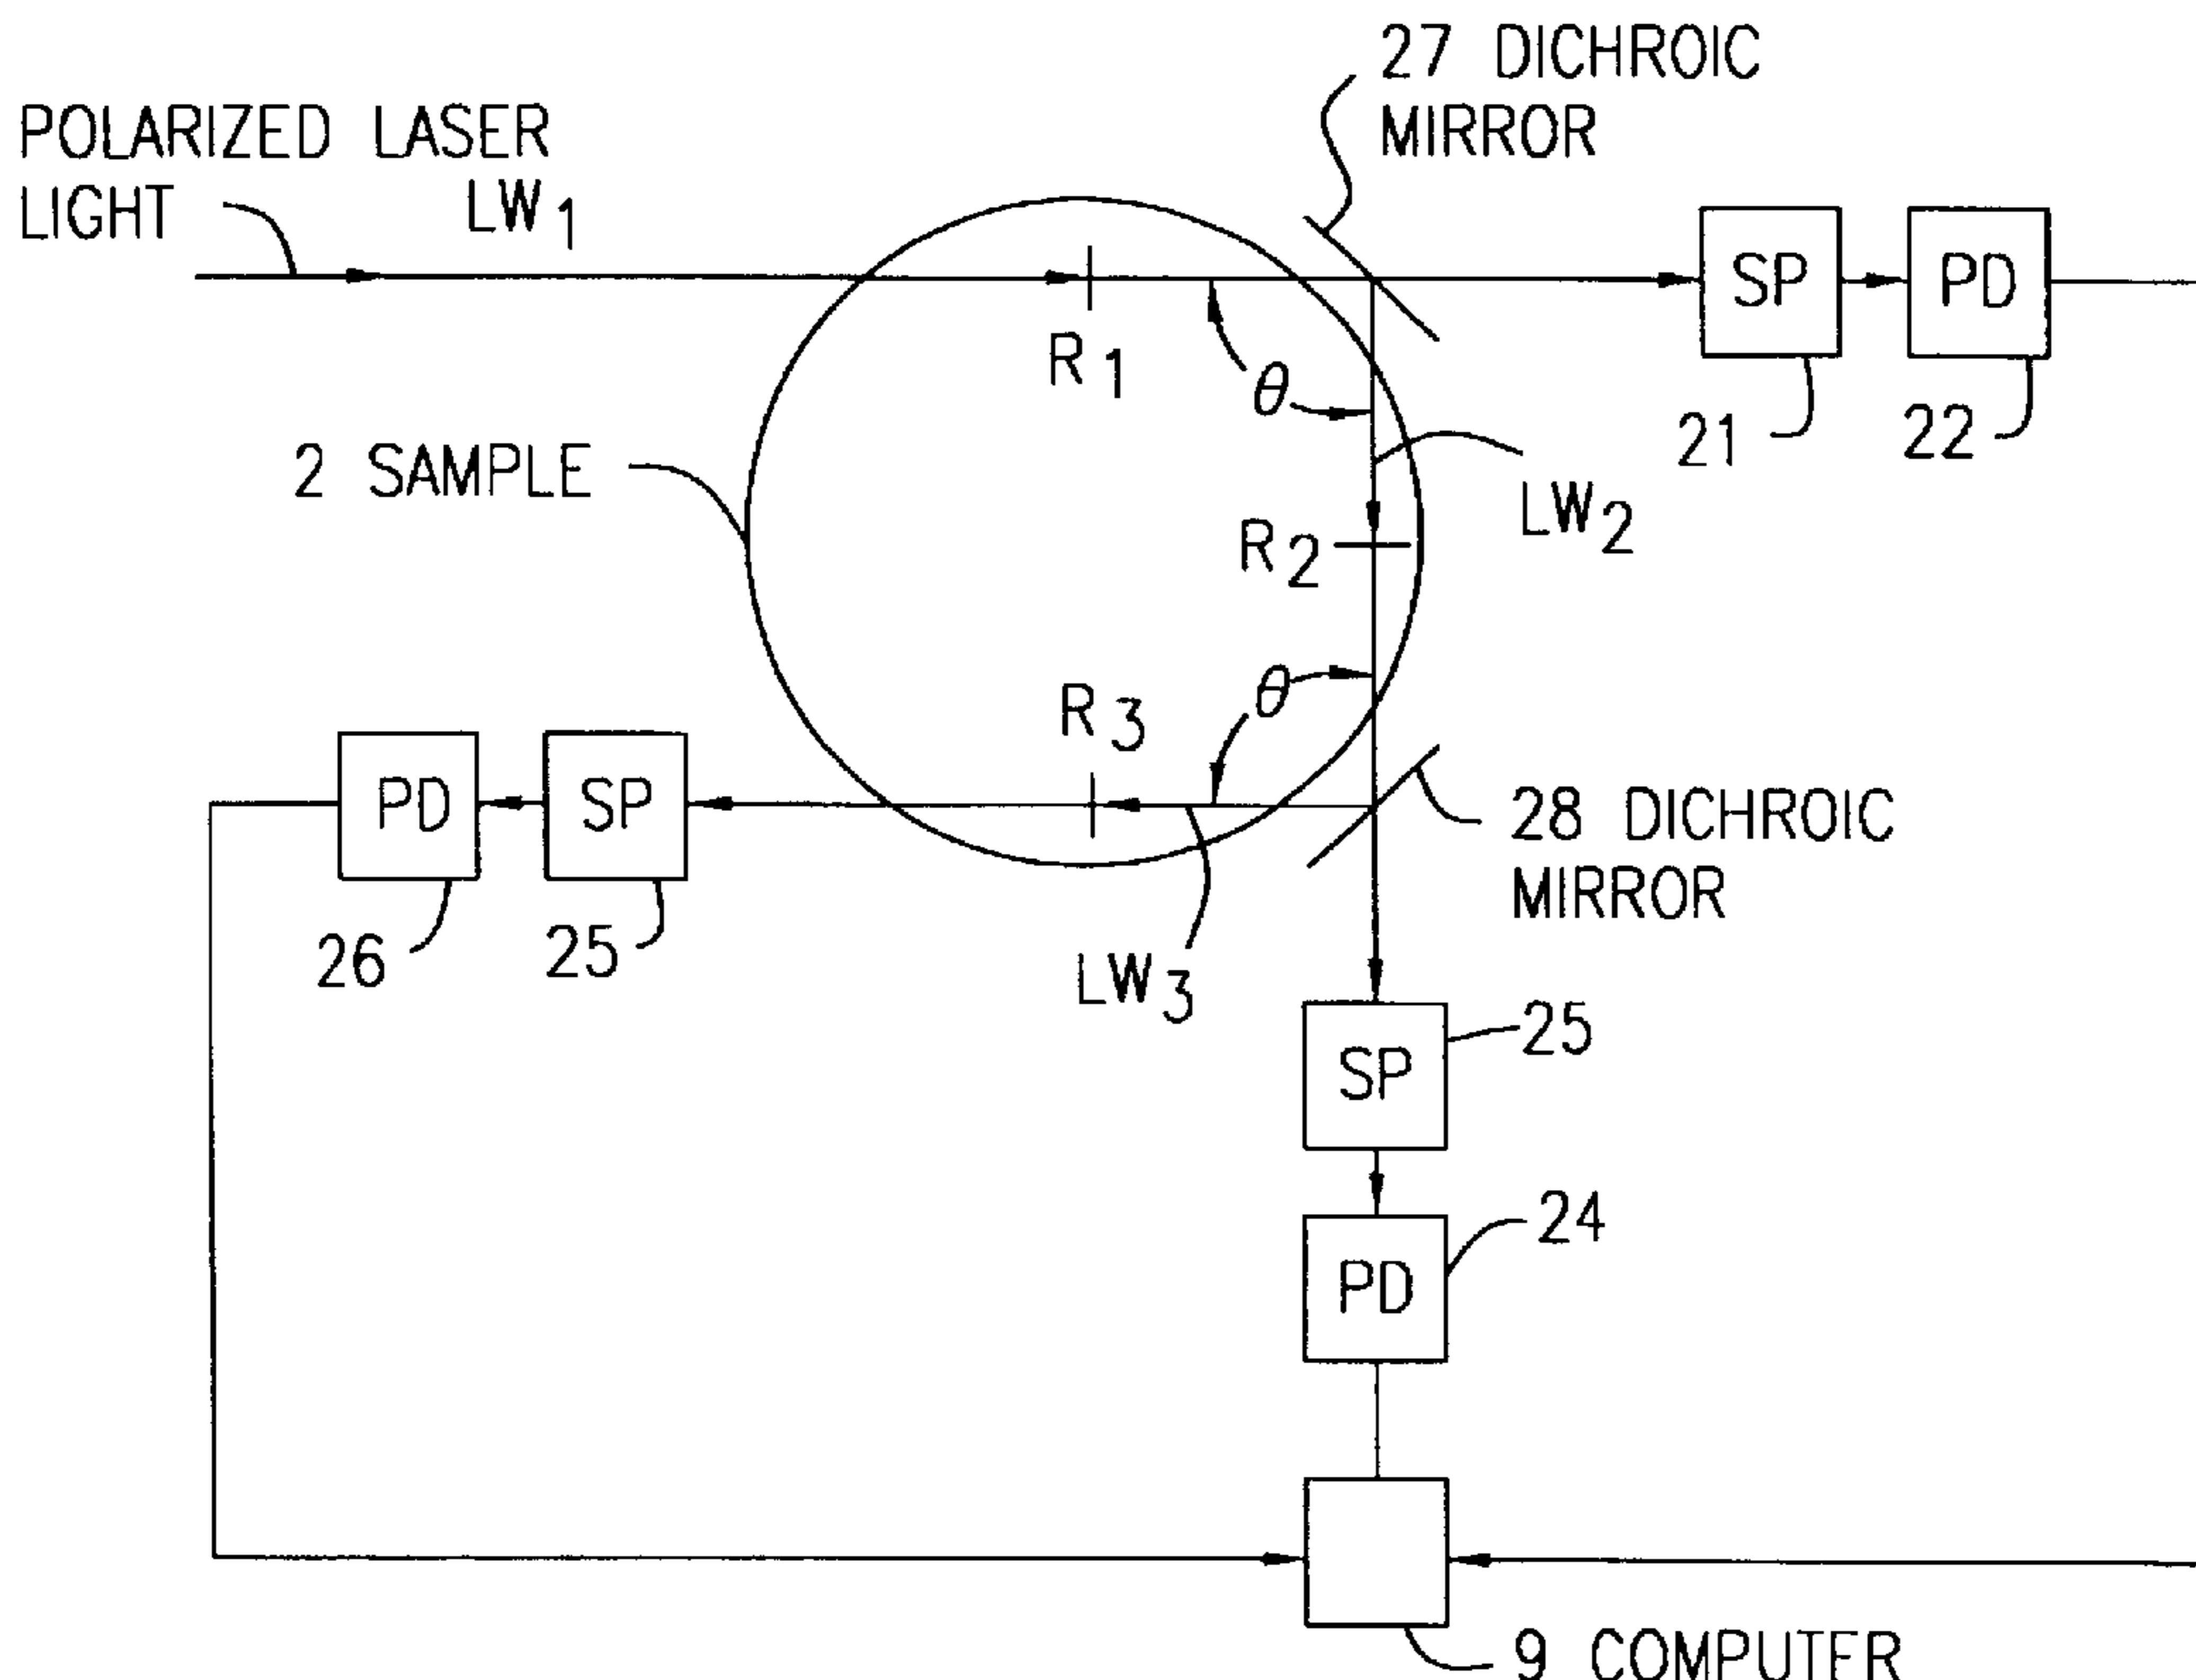 27 DICHROIC
MIRROR
POLARIZED LASER
LIGHT
LW1
SP
PD
R1
θ
21
22
2 SAMPLE
LW2
R2
θ
R3
PD
SP
28 DICHROIC
MIRROR
26
25
LW3
25
SP
24
PD
9 COMPUTER